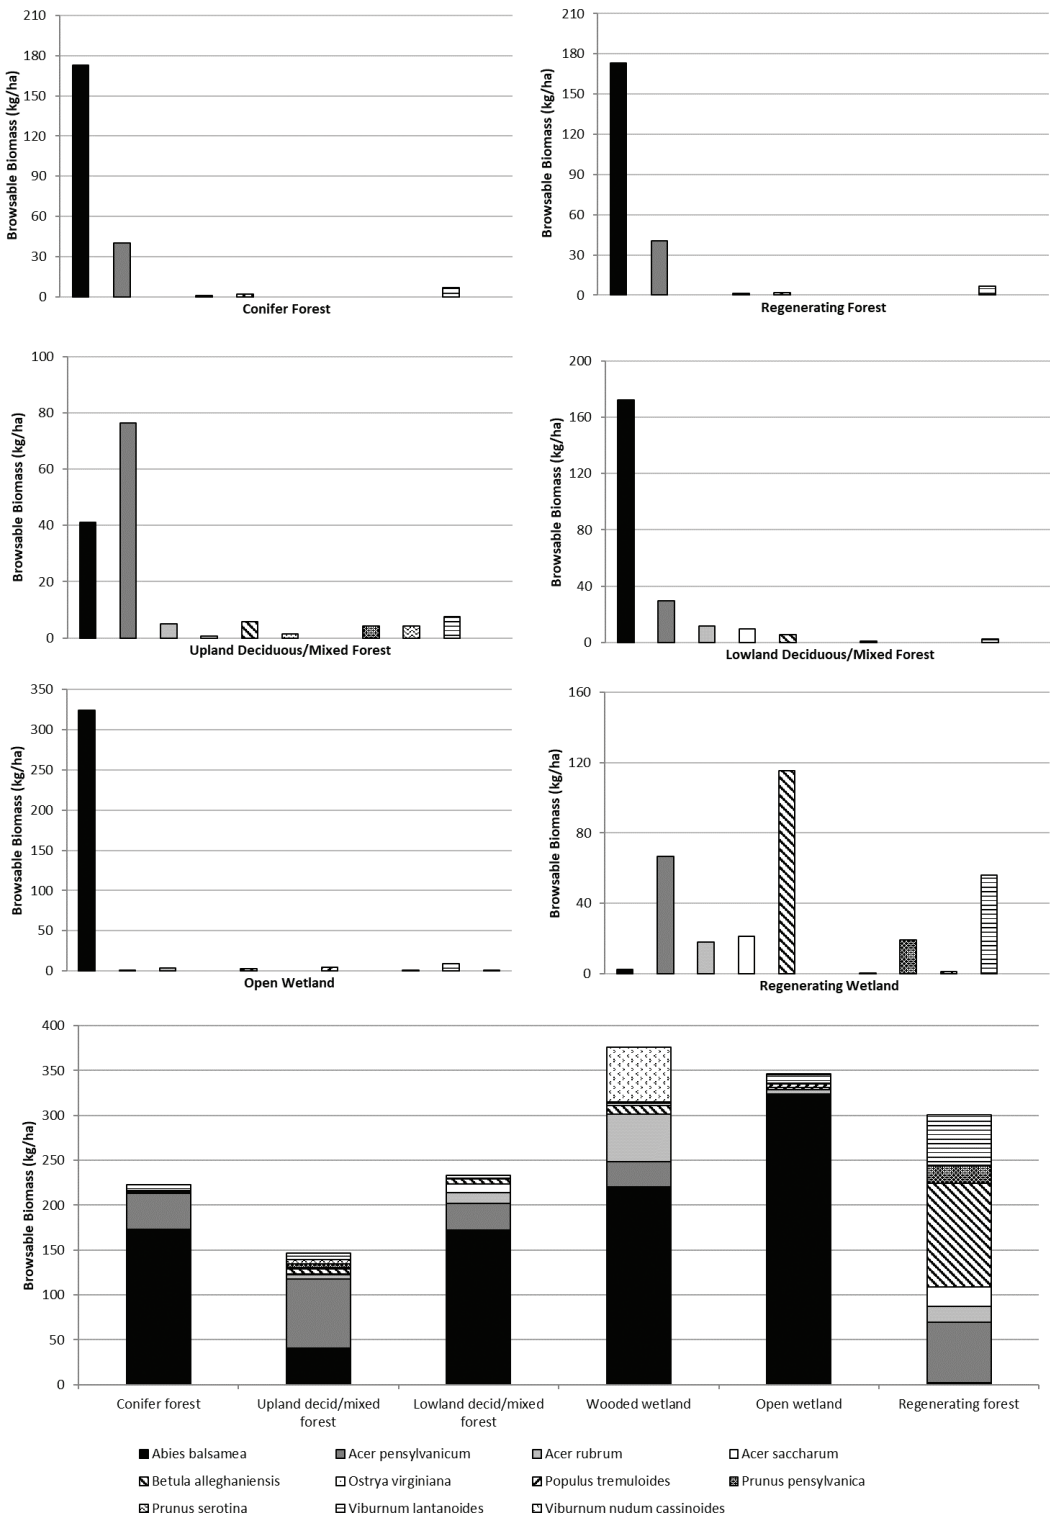 210
180
150
120
90
60
30
0
Browsable Biomass (kg/ha)
Conifer Forest
210
180
150
120
90
60
30
0
Browsable Biomass (kg/ha)
Regenerating Forest
100
80
60
40
20
0
Browsable Biomass (kg/ha)
Upland Deciduous/Mixed Forest
200
160
120
80
40
0
Browsable Biomass (kg/ha)
Lowland Deciduous/Mixed Forest
350
300
250
200
150
100
50
0
Browsable Biomass (kg/ha)
Open Wetland
160
120
80
40
0
Browsable Biomass (kg/ha)
Regenerating Wetland
400
350
300
250
200
150
100
50
0
Browsable Biomass (kg/ha)
Conifer forest Upland decid/mixed Lowland decid/mixed Wooded wetland Open wetland Regenerating forest
forest forest
Abies balsamea Acer pensylvanicum Acer rubrum Acer saccharum
Betula alleghaniensis Ostrya virginiana Populus tremuloides Prunus pensylvanica
Prunus serotina Viburnum lantanoides Viburnum nudum cassinoides